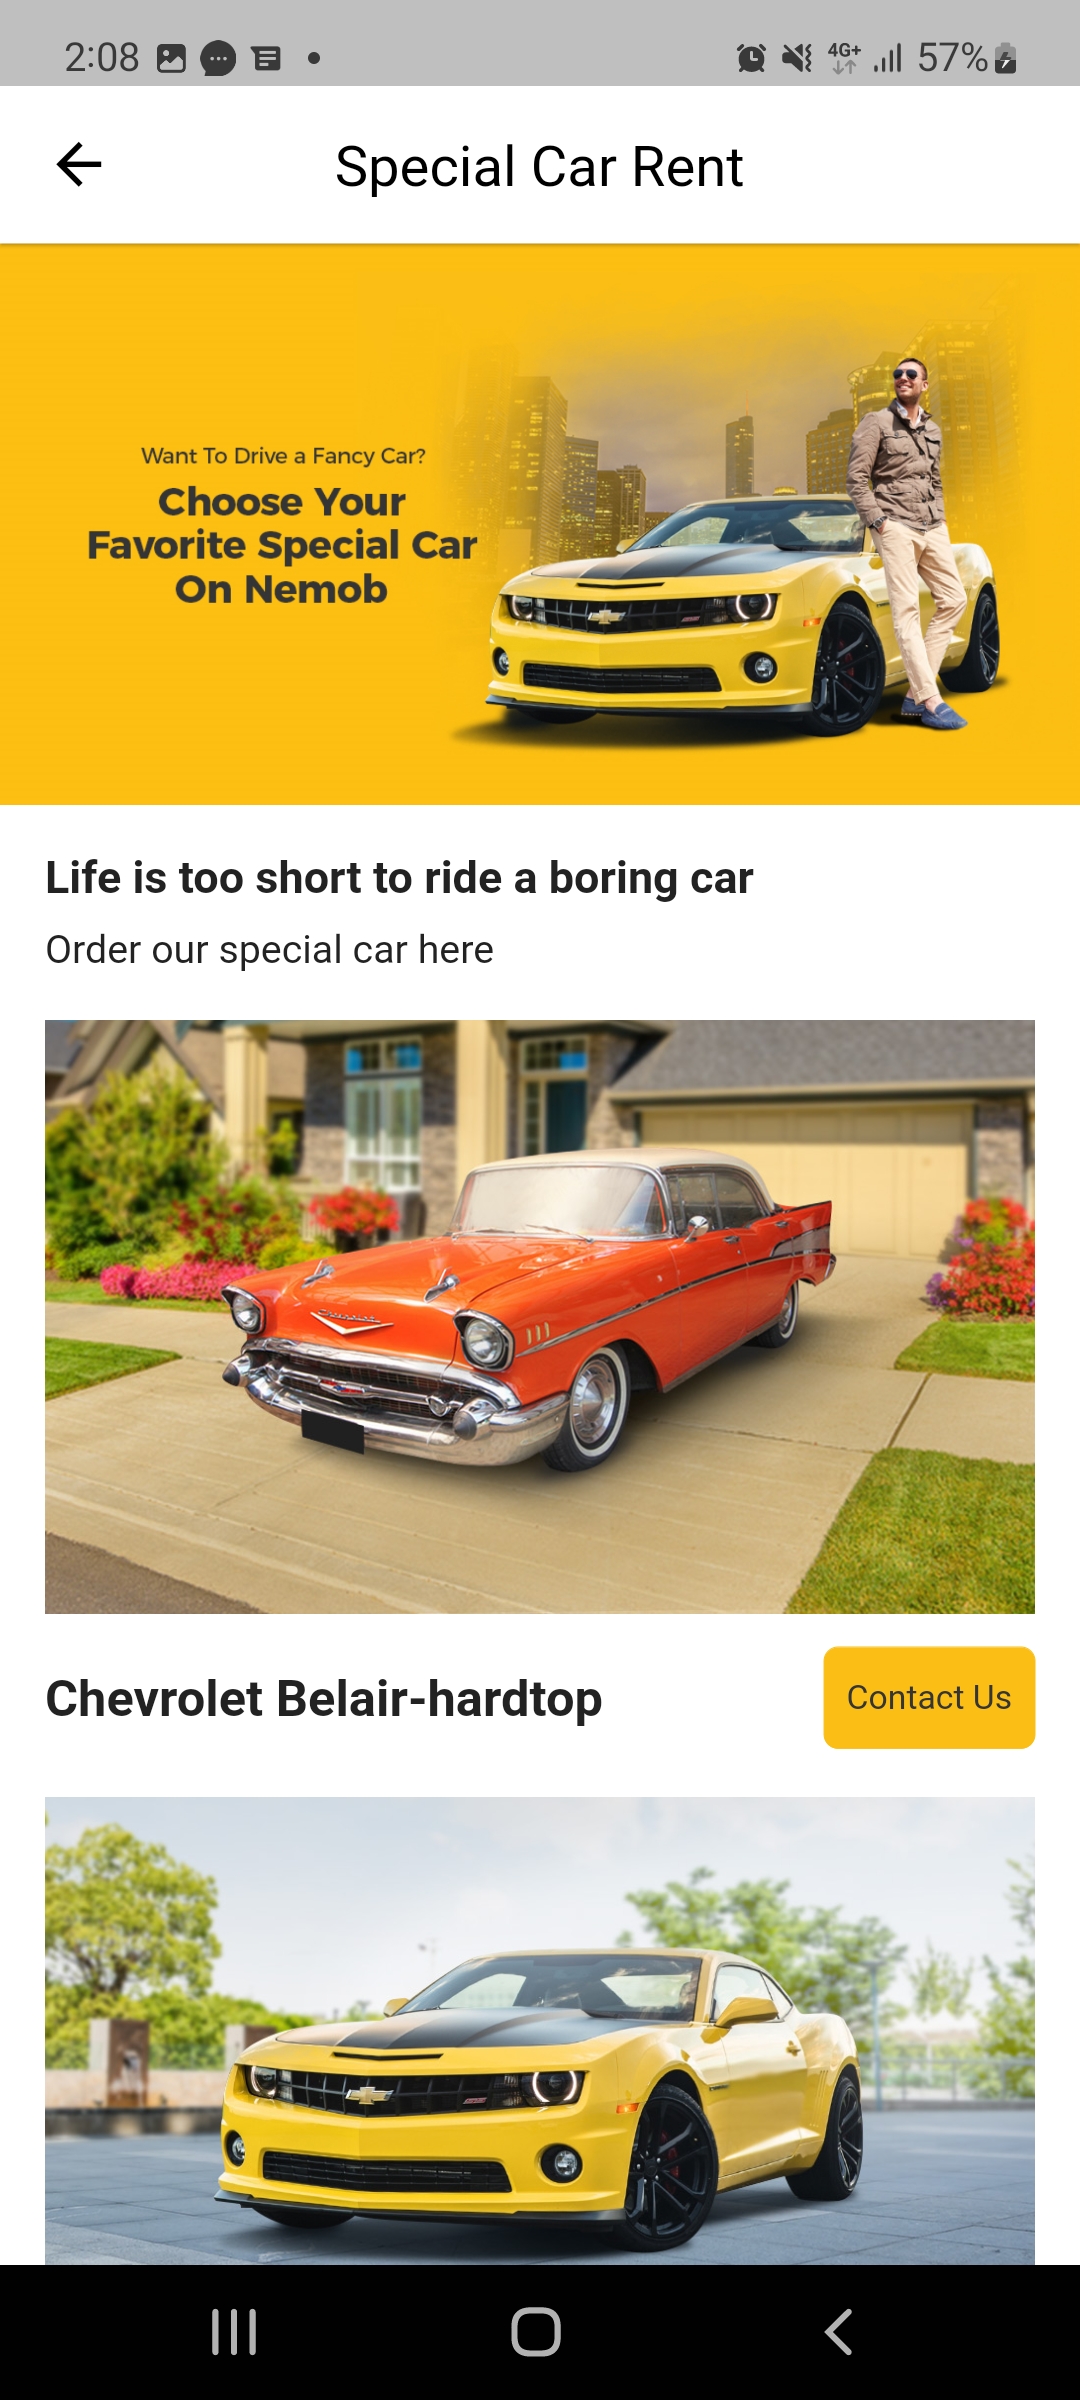 2:08
4G+
57%
Special Car Rent
Want To Drive a Fancy Car?
Choose Your
Favorite Special Car
On Nemob
Life is too short to ride a boring car
Order our special car here
Chevrolet
Chevrolet Belair-hardtop
Contact Us